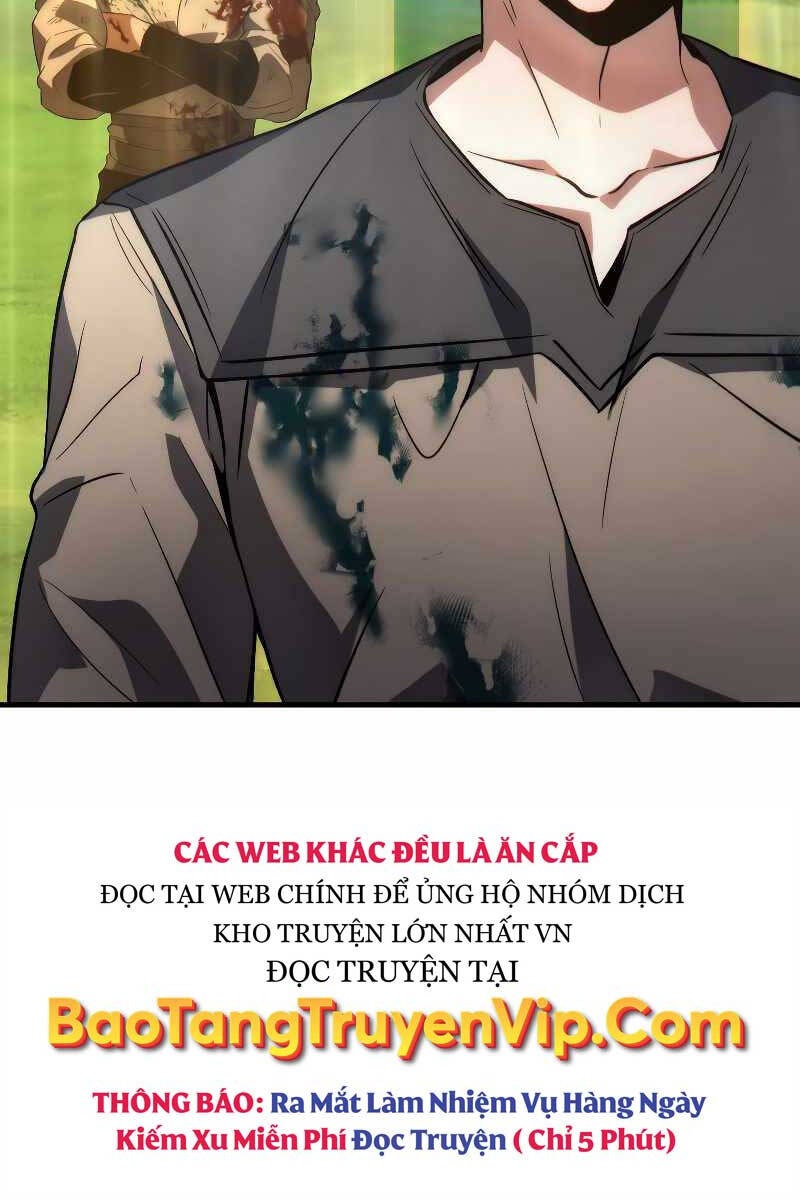 CÁC WEB KHÁC ĐỀU LÀ ĂN CẮP
ĐỌC TẠI WEB CHÍNH ĐỂ ỦNG HỘ NHÓM DỊCH
KHO TRUYỆN LỚN NHẤT VN
ĐỌC TRUYỆN TẠI
BaoTangTruyenVip.Com
THÔNG BÁO: Ra Mắt Làm Nhiệm Vụ Hàng Ngày
Kiếm Xu Miễn Phí Đọc Truyện ( Chỉ 5 Phút)